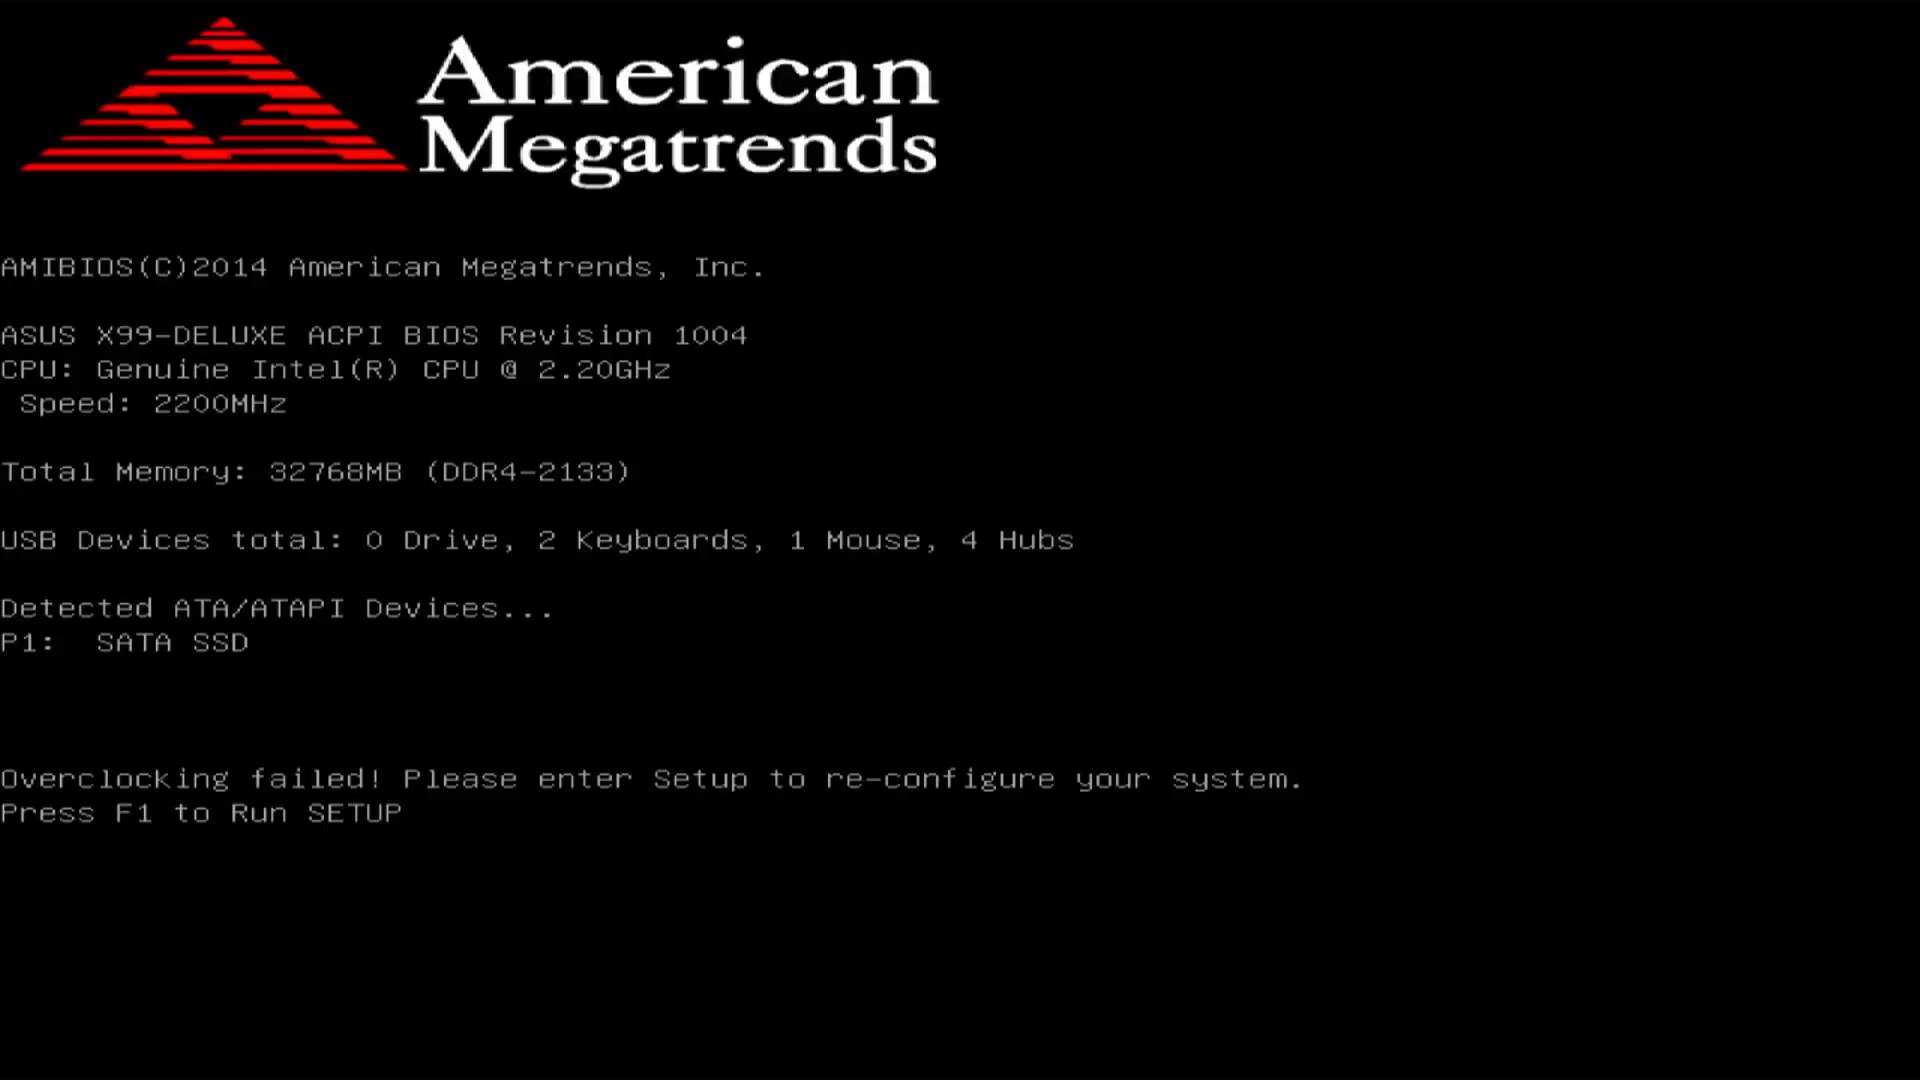 American
Megatrends
AMIBIOS(C)2014 American Megatrends, Inc.
ASUS X99-DELUXE ACPI BIOS Revision 1004
CPU: Genuine Intel(R) CPU @ 2.20GHz
Speed: 2200MHz
Total Memory: 32768MB (DDR4-2133)
USB Devices total: 0 Drive, 2 Keyboards, 1 Mouse, 4 Hubs
Detected ATA/ATAPI Devices...
P1: SATA SSD
Overclocking failed! Please enter Setup to re-configure your system.
Press F1 to Run SETUP